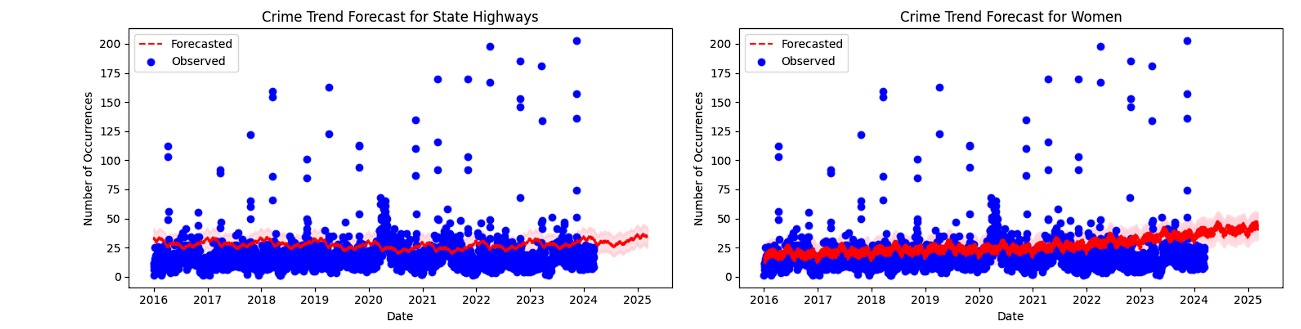 Crime Trend Forecast for State Highways
Number of Occurrences
200
175
150
125
100
75
50
25
0
Forecasted
Observed
2016 2017 2018 2019 2020 2021 2022 2023 2024 2025
Date
Crime Trend Forecast for Women
Number of Occurrences
200
175
150
125
100
75
50
25
0
Forecasted
Observed
2016 2017 2018 2019 2020 2021 2022 2023 2024 2025
Date